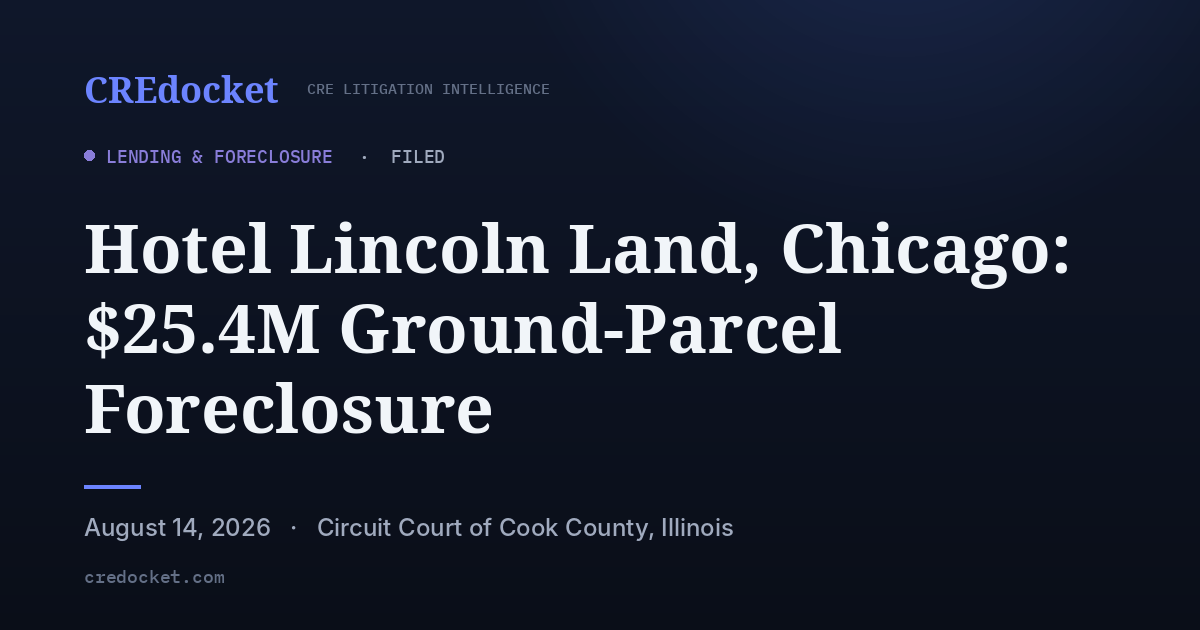 CREdocket CRE LITIGATION INTELLIGENCE
LENDING & FORECLOSURE · FILED
Hotel Lincoln Land, Chicago:
$25.4M Ground-Parcel
Foreclosure
August 14, 2026 · Circuit Court of Cook County, Illinois
credocket.com